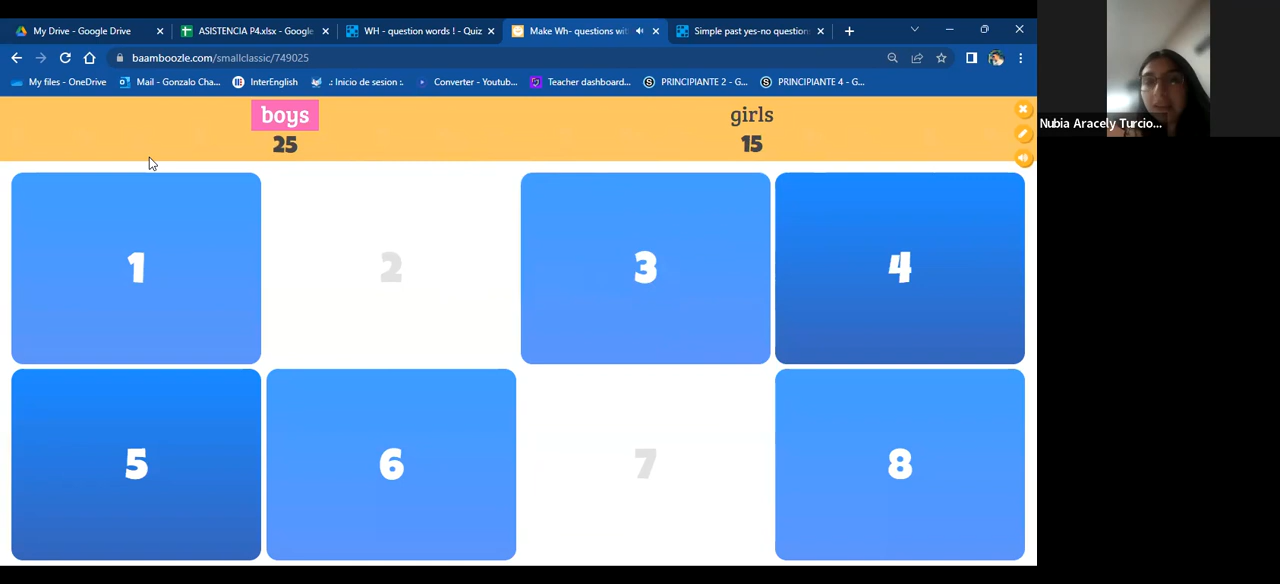 My Drive - Google Drive
ASISTENCIA P4.xlsx - Google
WH - question words ! - Quiz
Make Wh- questions wit
Simple past yes-no question
baamboozle.com/smallclassic/749025
My files - OneDrive
Mail - Gonzalo Cha...
InterEnglish
.: Inicio de sesion :.
Converter - Youtub...
Teacher dashboard...
PRINCIPIANTE 2 - G...
PRINCIPIANTE 4 - G...
boys
25
girls
15
Nubia Aracely Turcio...
1
2
3
4
5
6
7
8